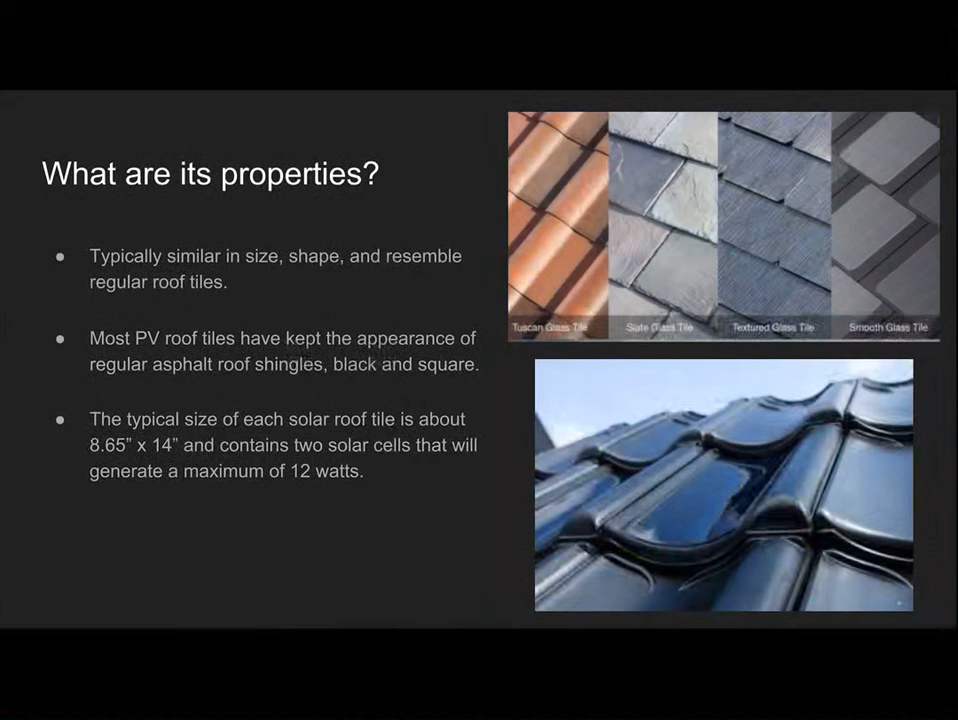 What are its properties?
● Typically similar in size, shape, and resemble
regular roof tiles.
● Most PV roof tiles have kept the appearance of
regular asphalt roof shingles, black and square.
● The typical size of each solar roof tile is about
8.65” x 14” and contains two solar cells that will
generate a maximum of 12 watts.
Tuscan Glass Tile
Slate Glass Tile
Textured Glass Tile
Smooth Glass Tile